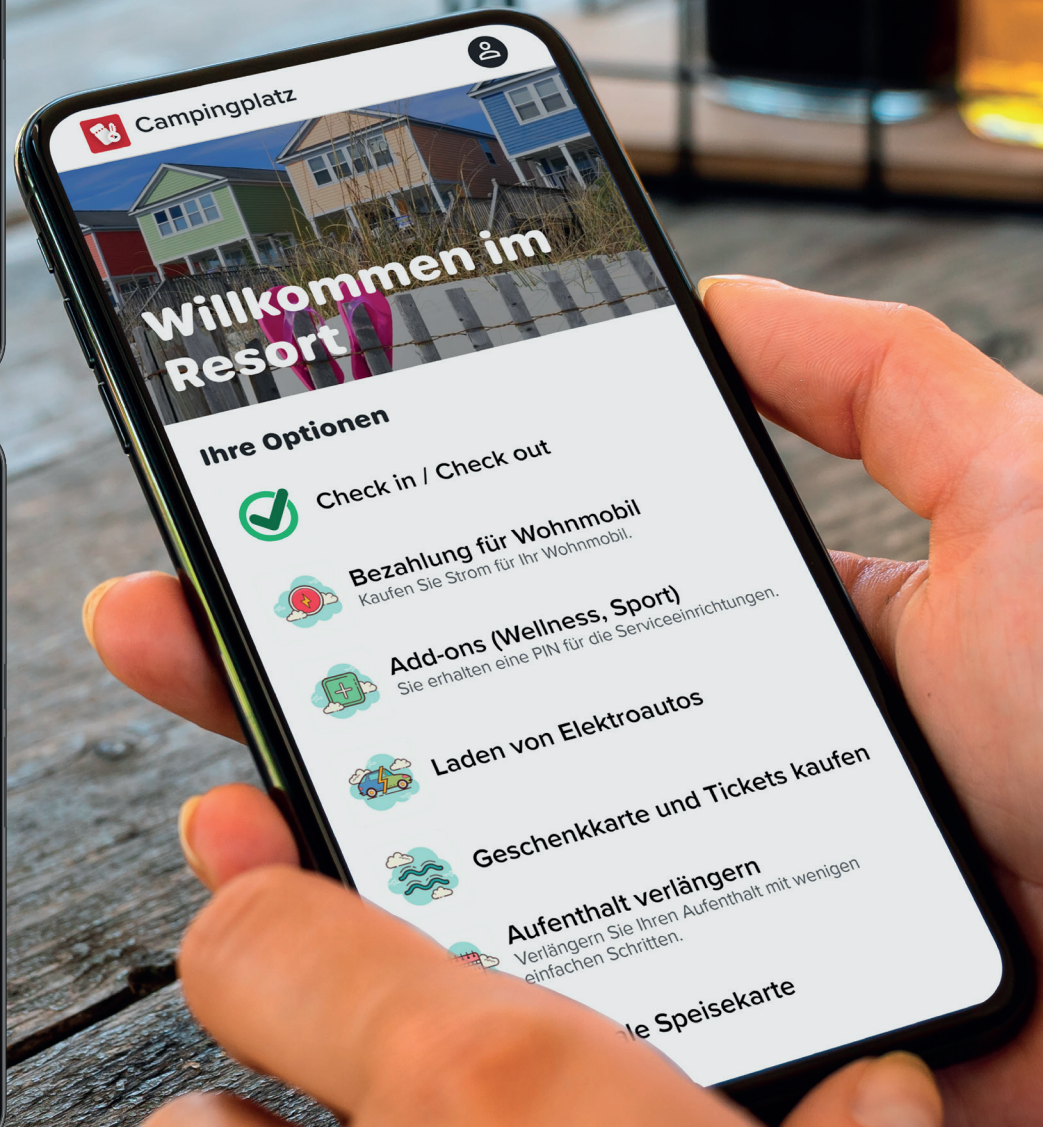 Campingplatz
Willkommen im
Resort
Ihre Optionen
Check in / Check out
Bezahlung für Wohnmobil
Kaufen Sie Strom für Ihr Wohnmobil.
Add-ons (Wellness, Sport)
Sie erhalten eine PIN für die Serviceeinrichtungen.
Laden von Elektroautos
Geschenkkarte und Tickets kaufen
Aufenthalt verlängern
Verlängern Sie Ihren Aufenthalt mit wenigen
einfachen Schritten.
Speisekarte